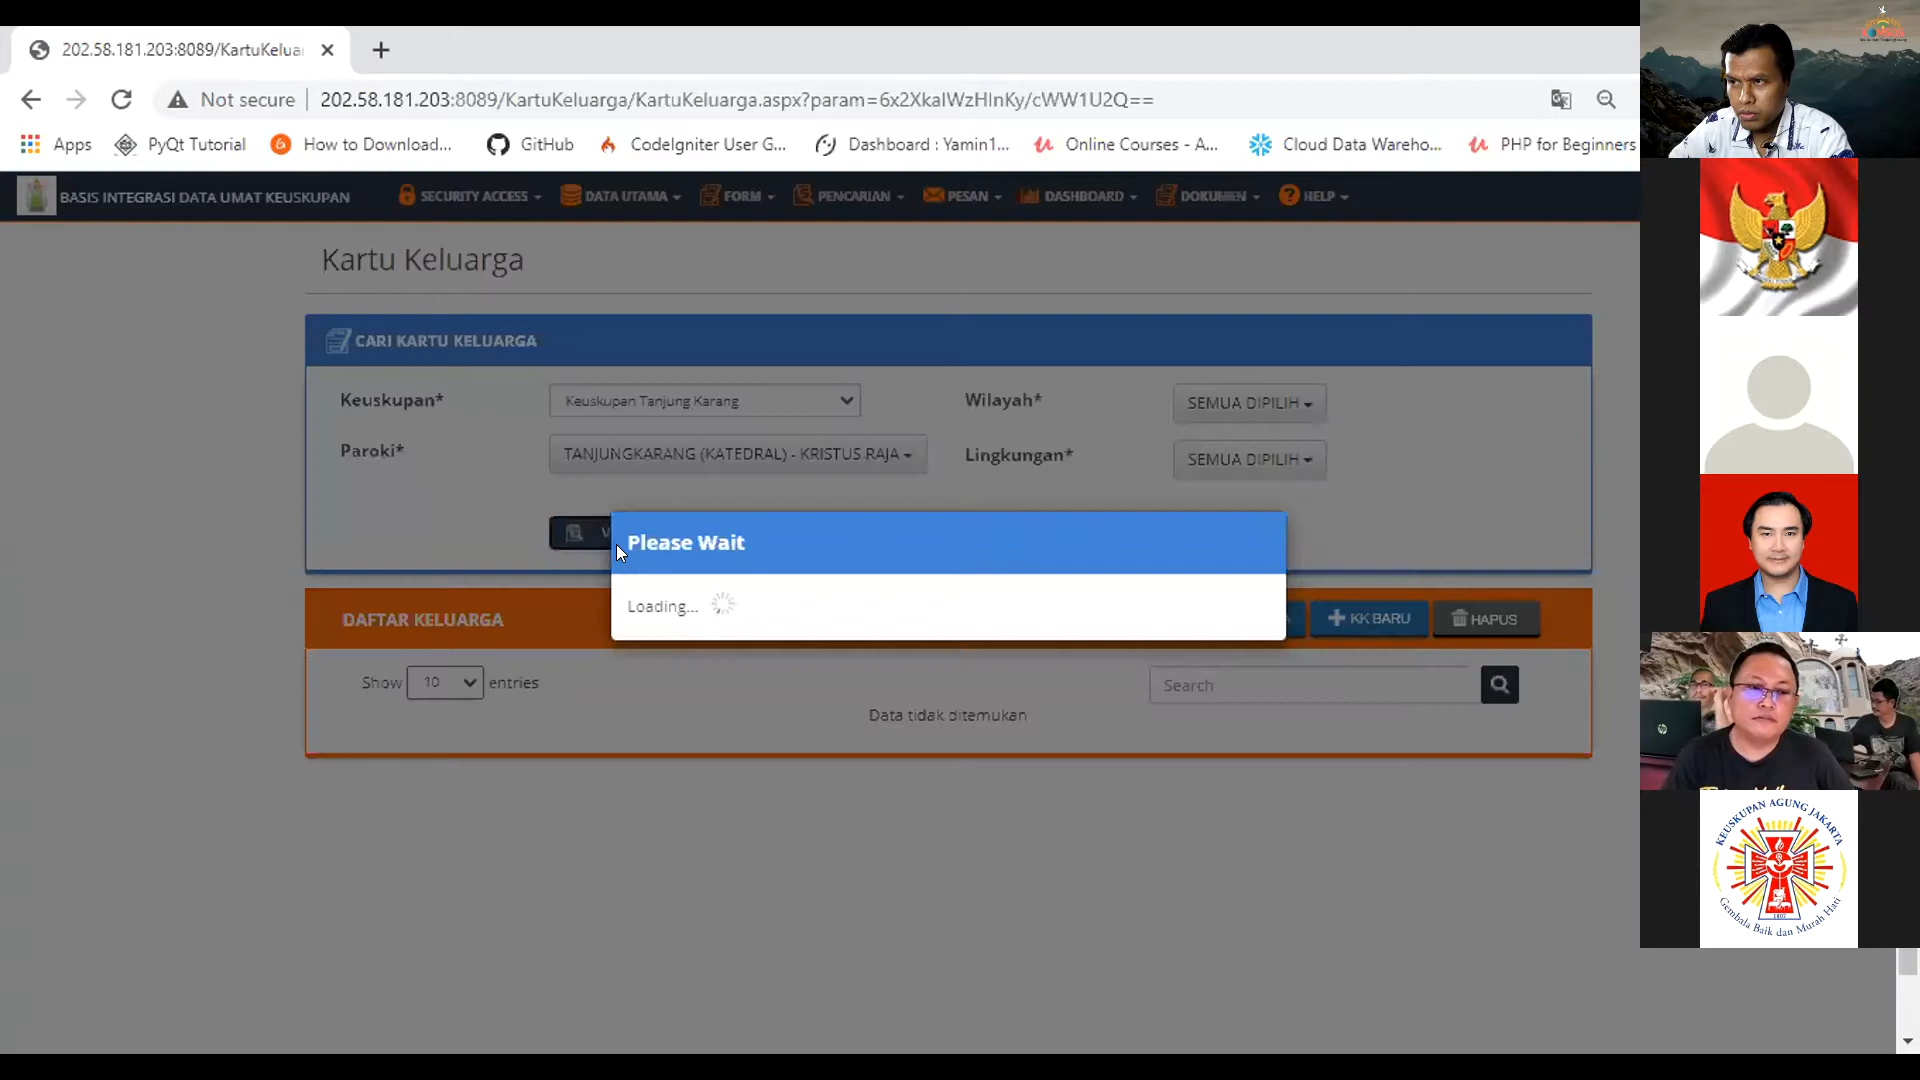 202.58.181.203:8089/KartuKeluar
Not secure
202.58.181.203:8089/KartuKeluarga/KartuKeluarga.aspx?param=6x2XkaIWzHInKy/cWW1U2Q==
Apps
PyQt Tutorial
How to Download...
GitHub
CodeIgniter User G...
Dashboard : Yamin1...
Online Courses - A...
Cloud Data Wareho...
PHP for Beginners
BASIS INTEGRASI DATA UMAT KEUSKUPAN
SECURITY ACCESS
DATA UTAMA
FORM
PENCARIAN
PESAN
DASHBOARD
DOKUMEN
HELP
Kartu Keluarga
CARI KARTU KELUARGA
Keuskupan*
Keuskupan Tanjung Karang
Wilayah*
SEMUA DIPILIH
Paroki*
TANJUNGKARANG (KATEDRAL) - KRISTUS RAJA
Lingkungan*
SEMUA DIPILIH
Please Wait
Loading...
DAFTAR KELUARGA
KK BARU
HAPUS
Show 10 entries
Search
Data tidak ditemukan
KEUSKUPAN AGUNG JAKARTA
1807
Gembala Baik dan Murah Hati